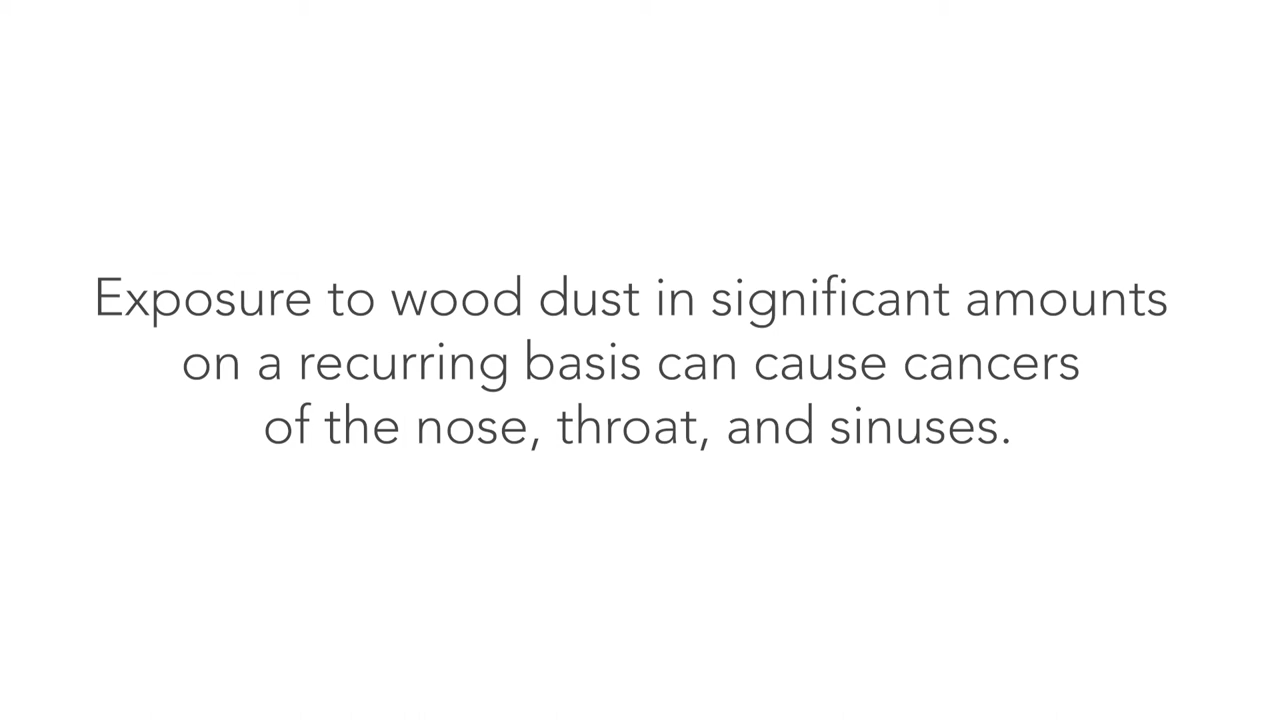 Exposure to wood dust in significant amounts
on a recurring basis can cause cancers
of the nose, throat, and sinuses.